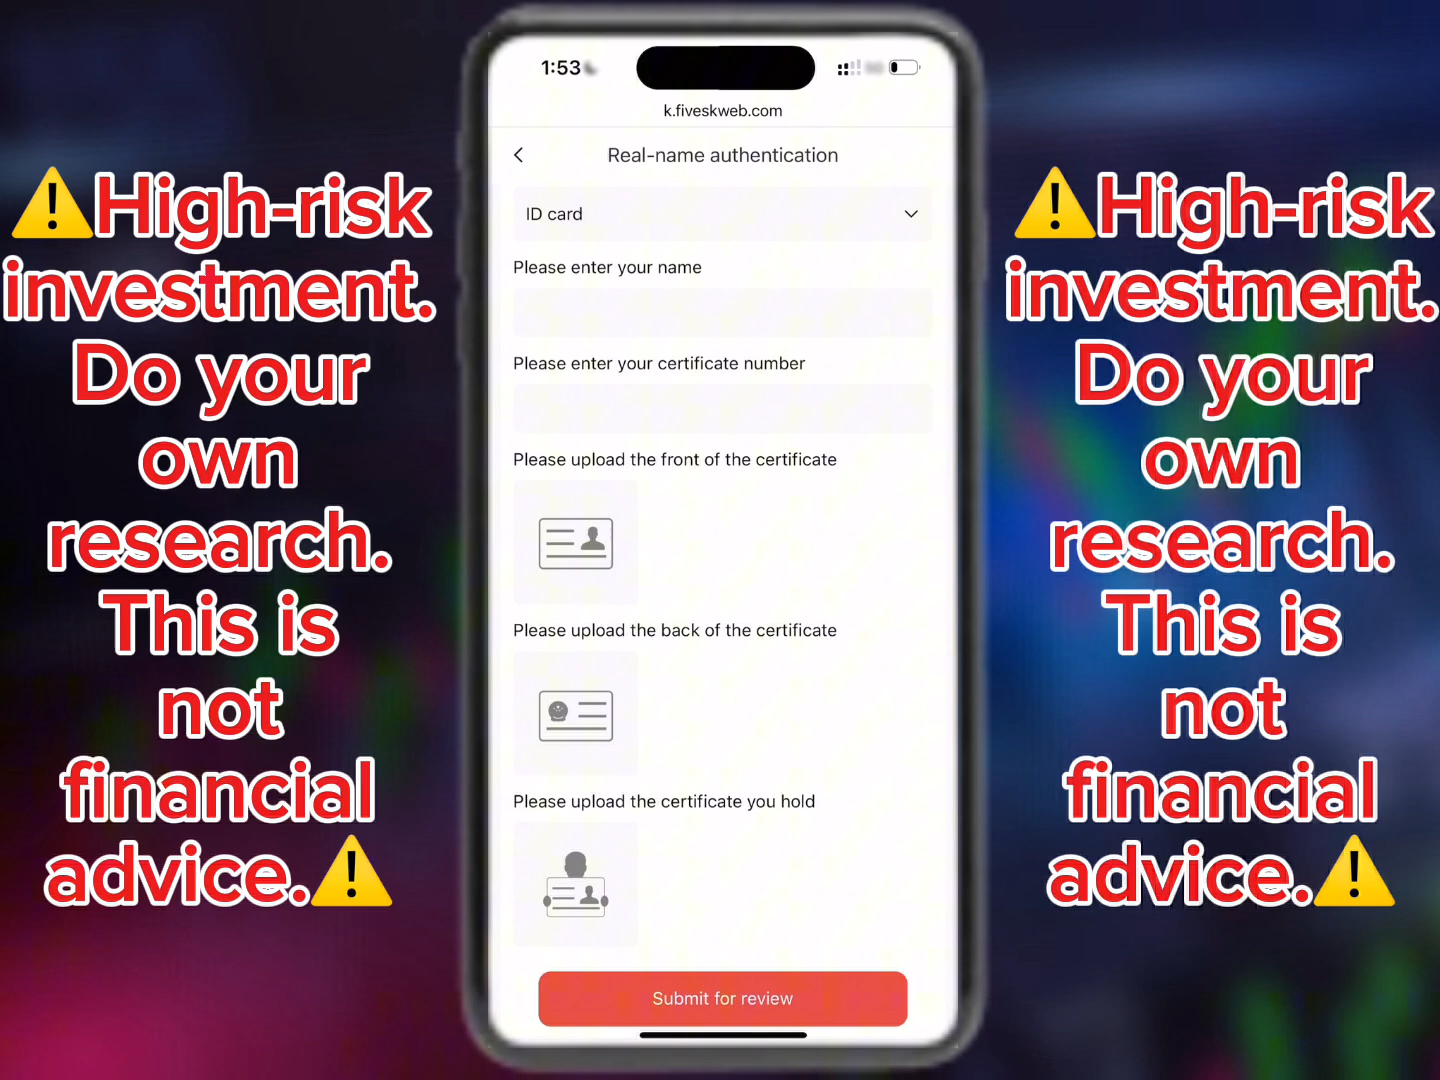 ⚠️High-risk
investment.
Do your
own
research.
This is
not
financial
advice.⚠️
1:53
k.fiveskweb.com
Real-name authentication
ID card
Please enter your name
Please enter your certificate number
Please upload the front of the certificate
Please upload the back of the certificate
Please upload the certificate you hold
Submit for review
⚠️High-risk
investment.
Do your
own
research.
This is
not
financial
advice.⚠️